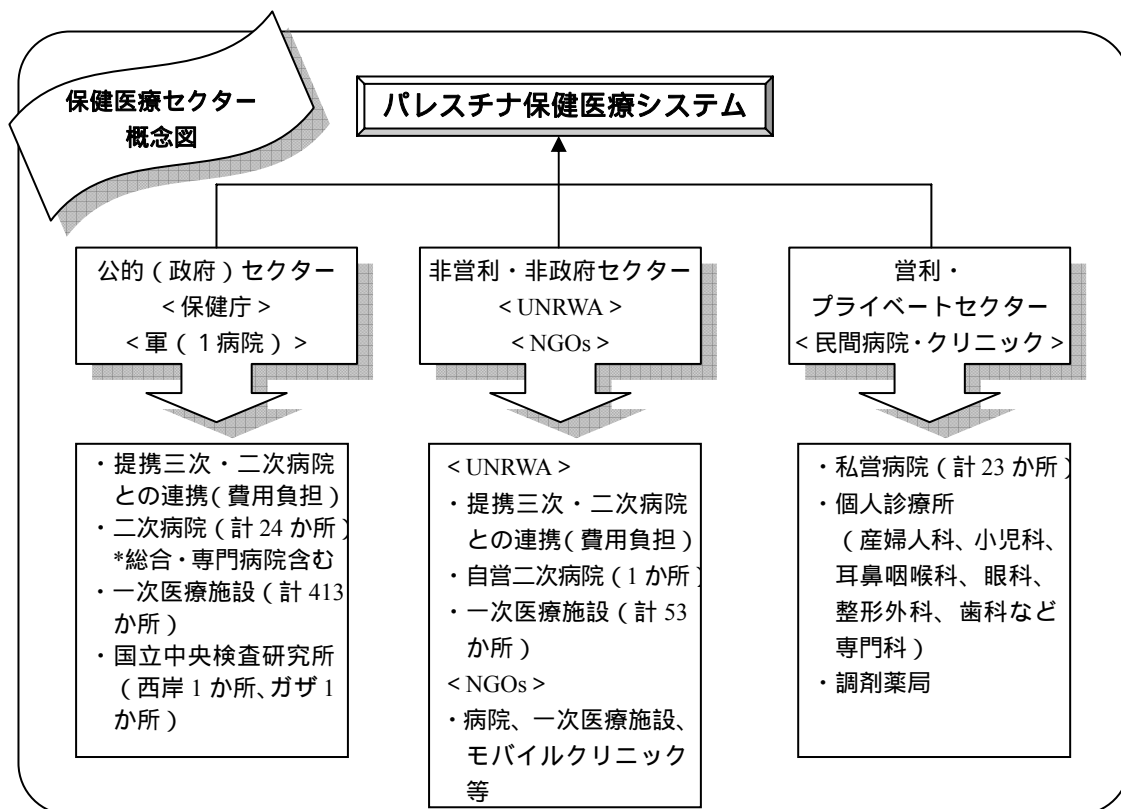 保健医療セクター
概念図
パレスチナ保健医療システム
公的（政府）セクター
＜保健庁＞
＜軍（１病院）＞
非営利・非政府セクター
＜UNRWA＞
＜NGOs＞
営利・
プライベートセクター
＜民間病院・クリニック＞
・提携三次・二次病院
との連携（費用負担）
・二次病院（計 24 か所）
*総合・専門病院含む
・一次医療施設（計 413
か所）
・国立中央検査研究所
（西岸 1 か所、ガザ 1
か所）
＜UNRWA＞
・提携三次・二次病院
との連携（費用負担）
・自営二次病院（1 か所）
・一次医療施設（計 53
か所）
＜NGOs＞
・病院、一次医療施設、
モバイルクリニック
等
・私営病院（計 23 か所）
・個人診療所
（産婦人科、小児科、
耳鼻咽喉科、眼科、
整形外科、歯科など
専門科）
・調剤薬局